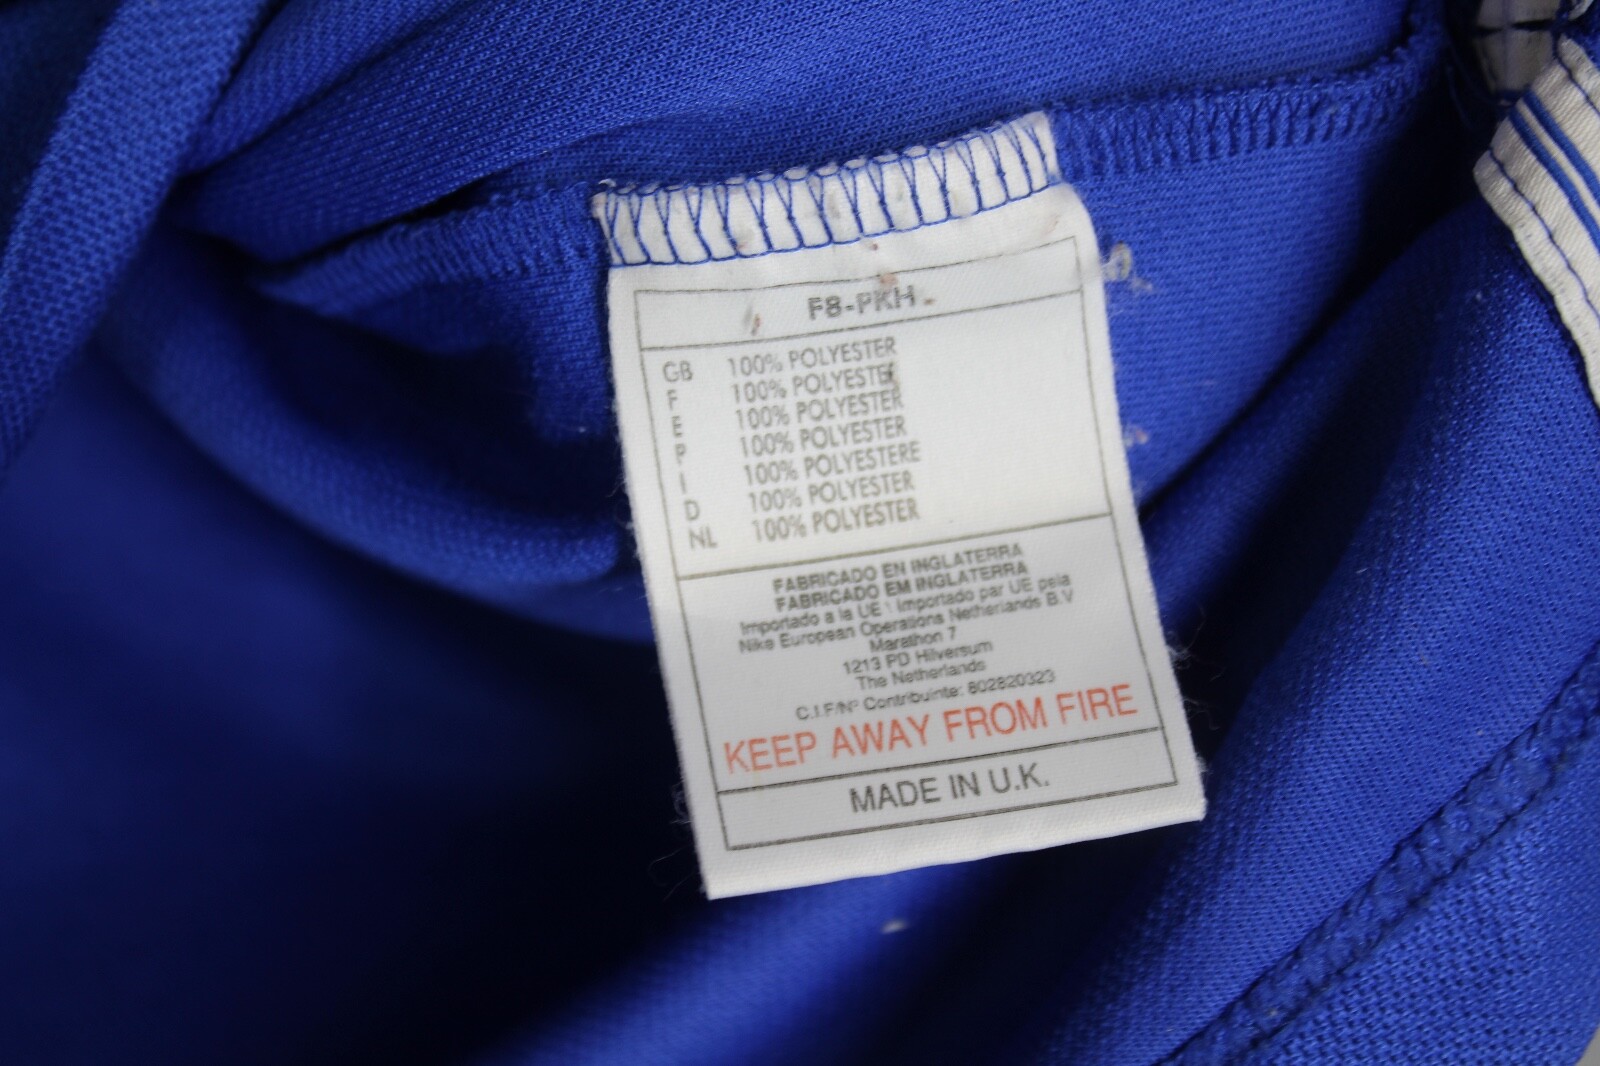 F8-PKH
GB 100% POLYESTER
F 100% POLYESTER
E 100% POLYESTER
P 100% POLYESTER
I 100% POLYESTERE
D 100% POLYESTER
NL 100% POLYESTER
FABRICADO EN INGLATERRA
FABRICADO EM INGLATERRA
Importado a la UE : Importado par UE pela
Nike European Operations Netherlands B.V
Marathon 7
1213 PD Hilversum
The Netherlands
C.I.F/Nº Contribuinte: 802820323
KEEP AWAY FROM FIRE
MADE IN U.K.